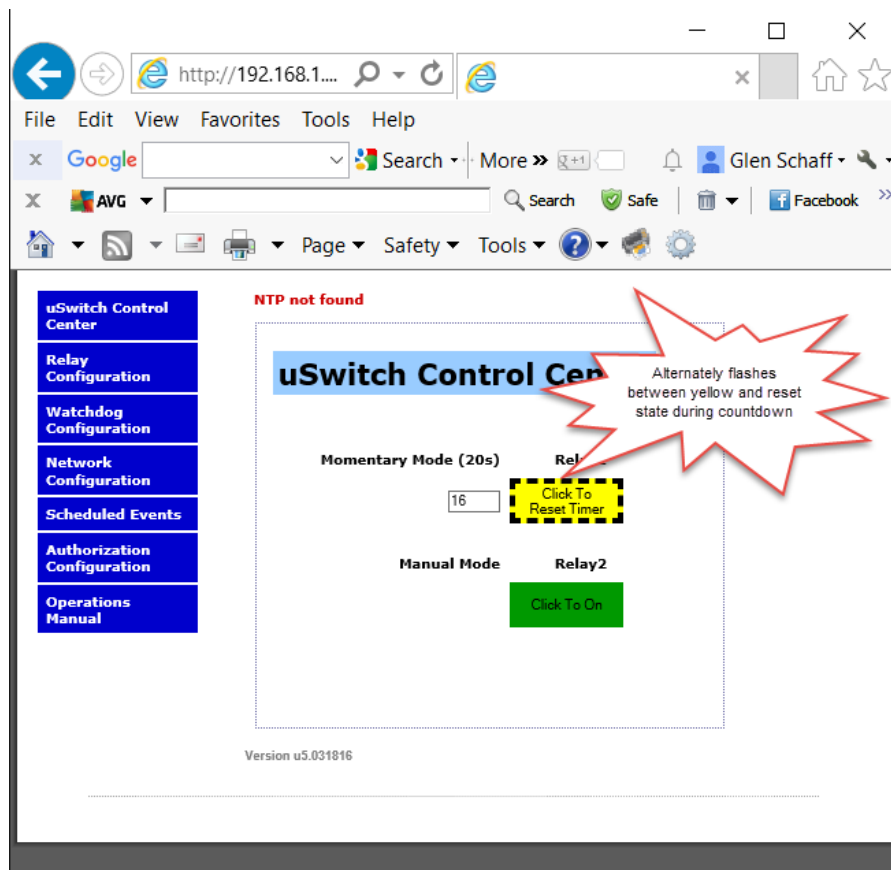 http://192.168.1....
File Edit View Favorites Tools Help
x Google Search More » g+1 Glen Schaff
X AVG Search Safe Facebook »
Page Safety Tools
uSwitch Control
Center
Relay
Configuration
Watchdog
Configuration
Network
Configuration
Scheduled Events
Authorization
Configuration
Operations
Manual
NTP not found
uSwitch Control Cen
Alternately flashes
between yellow and reset
state during countdown
Momentary Mode (20s)
16
Click To
Reset Timer
Manual Mode Relay2
Click To On
Version u5.031816